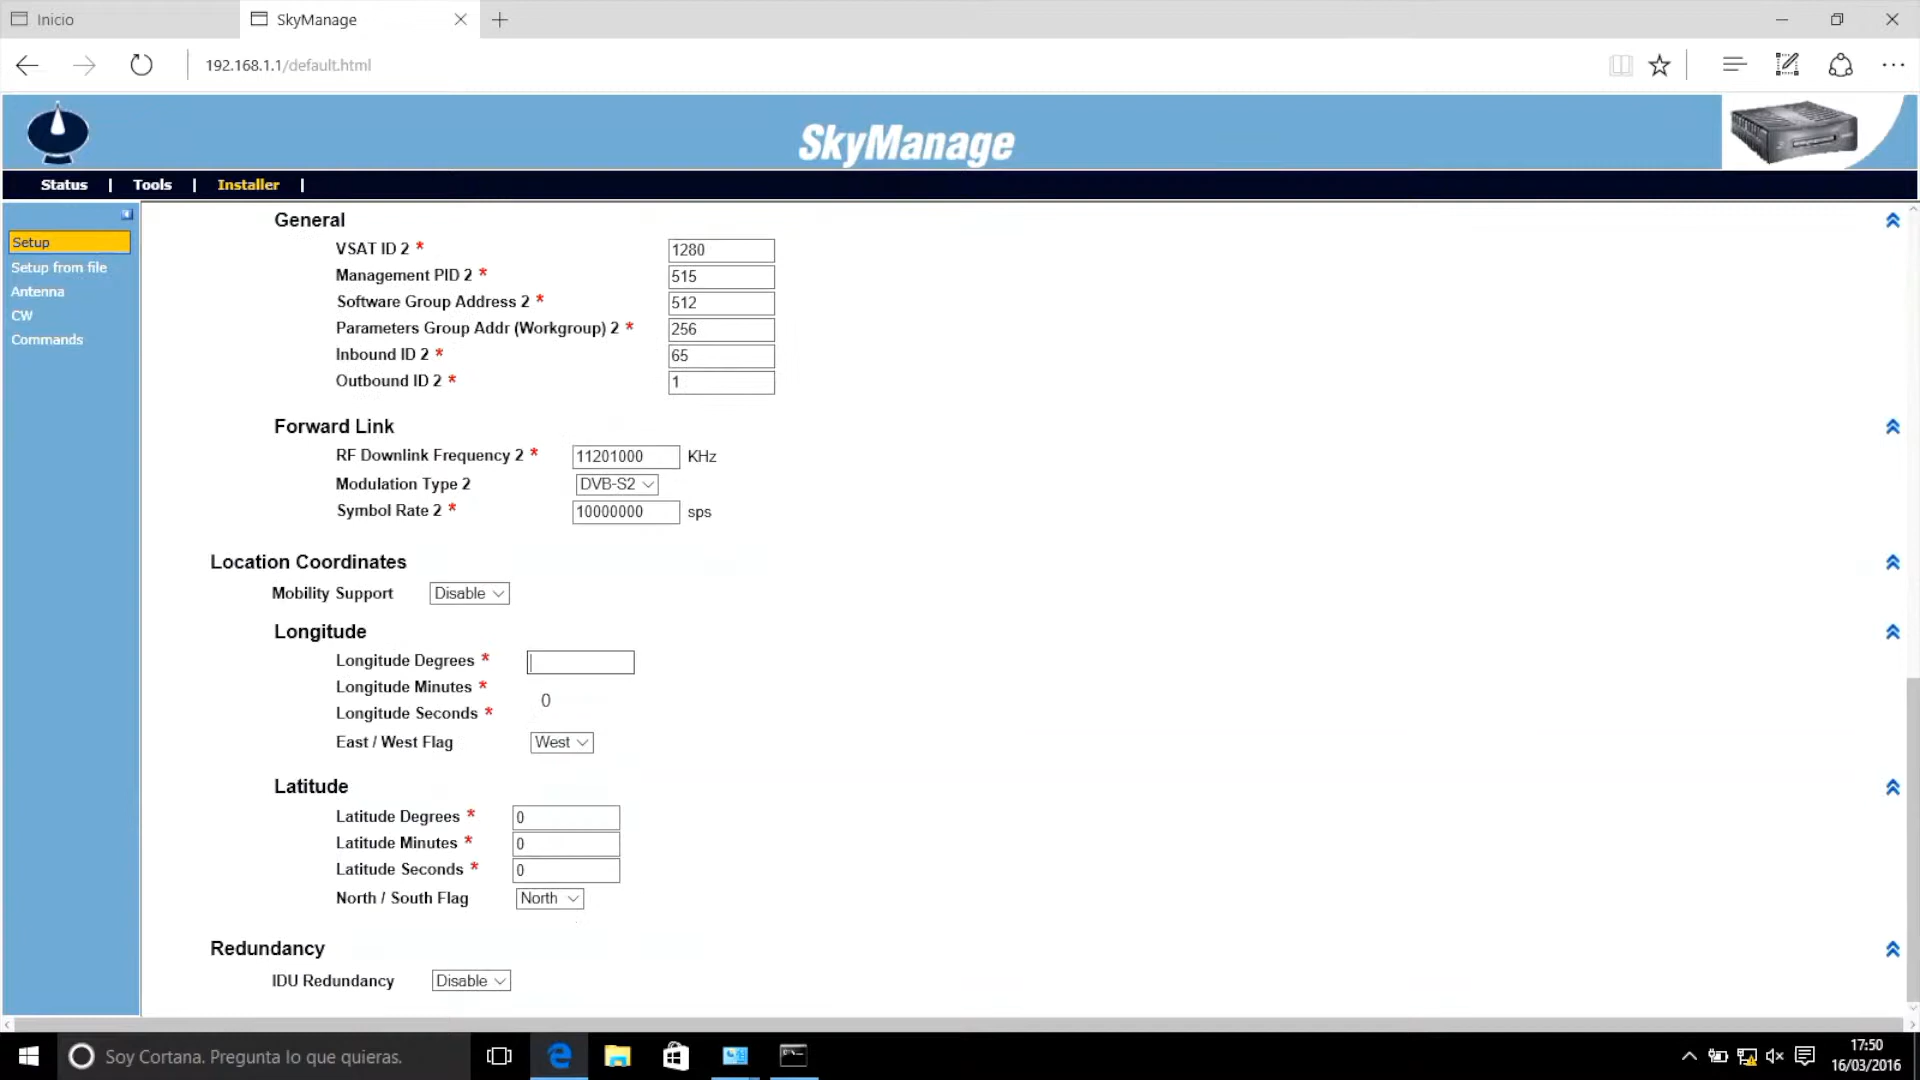 Inicio
SkyManage
192.168.1.1/default.html
SkyManage
Status | Tools | Installer |
Setup
Setup from file
Antenna
CW
Commands
General
VSAT ID 2 * 1280
Management PID 2 * 515
Software Group Address 2 * 512
Parameters Group Addr (Workgroup) 2 * 256
Inbound ID 2 * 65
Outbound ID 2 * 1
Forward Link
RF Downlink Frequency 2 * 11201000 KHz
Modulation Type 2 DVB-S2
Symbol Rate 2 * 10000000 sps
Location Coordinates
Mobility Support Disable
Longitude
Longitude Degrees *
Longitude Minutes *
0
Longitude Seconds *
East / West Flag West
Latitude
Latitude Degrees * 0
Latitude Minutes * 0
Latitude Seconds * 0
North / South Flag North
Redundancy
IDU Redundancy Disable
Soy Cortana. Pregunta lo que quieras.
17:50
16/03/2016